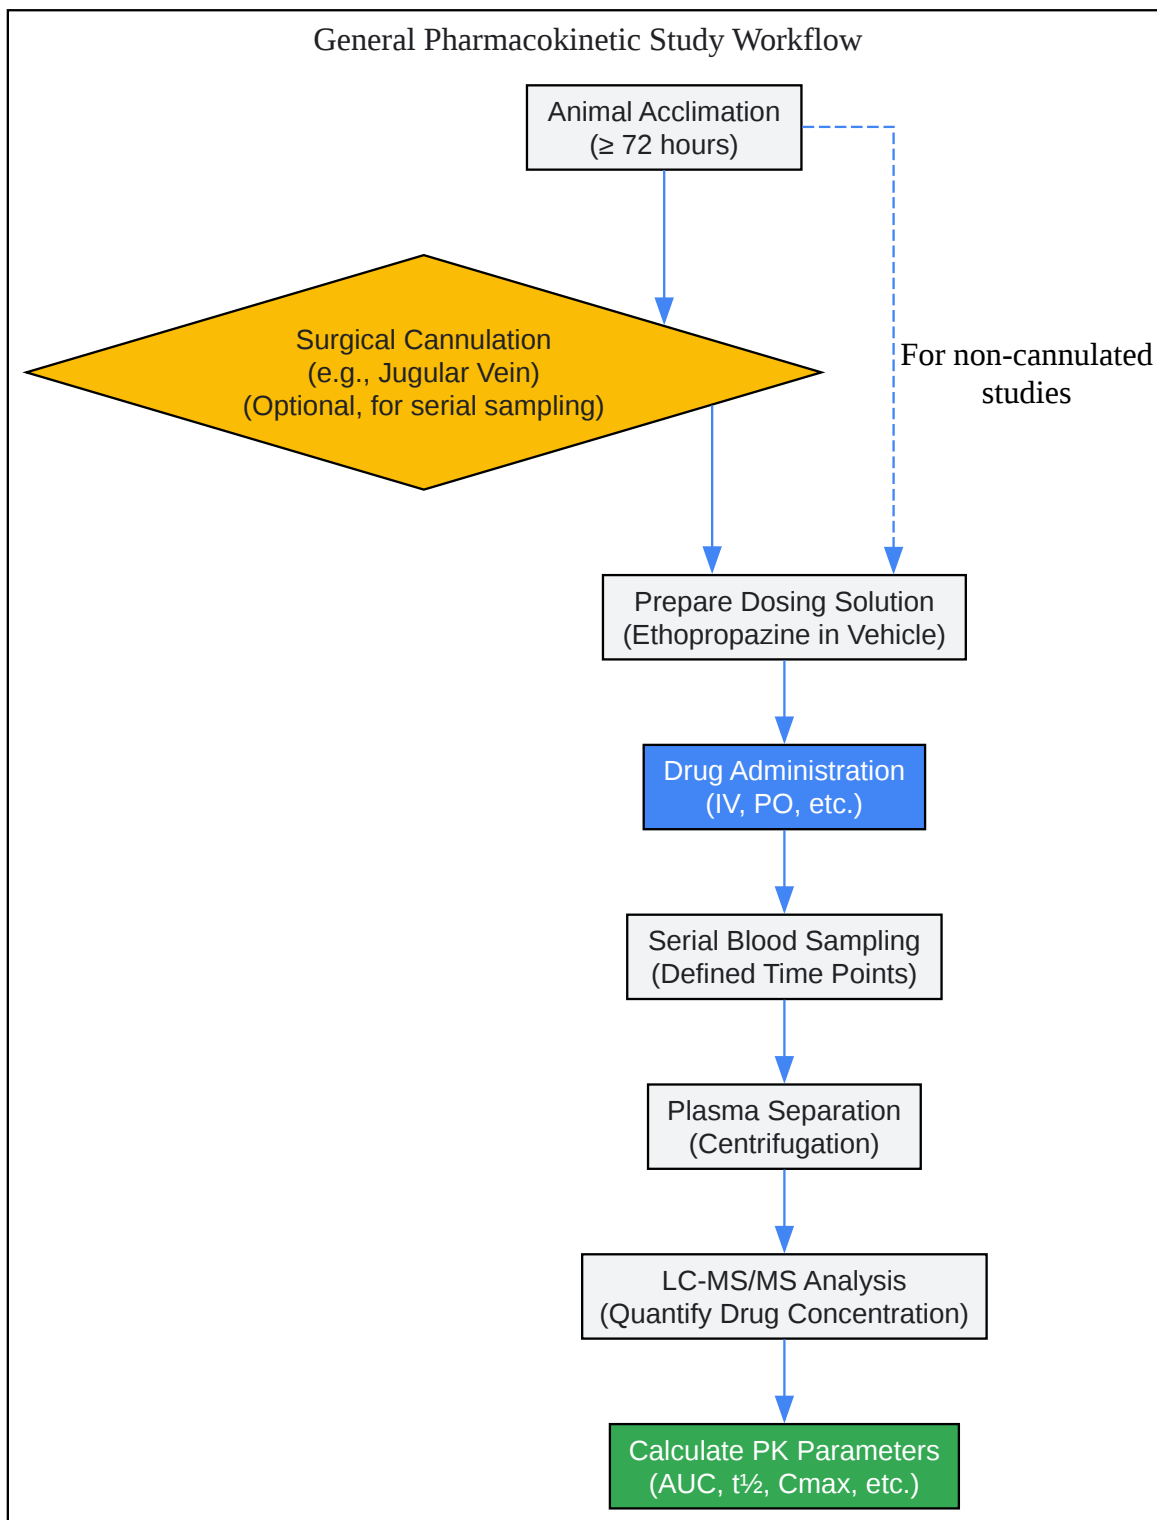 General Pharmacokinetic Study Workflow
Animal Acclimation
(≥ 72 hours)
Surgical Cannulation
(e.g., Jugular Vein)
(Optional, for serial sampling)
For non-cannulated
studies
Prepare Dosing Solution
(Ethopropazine in Vehicle)
Drug Administration
(IV, PO, etc.)
Serial Blood Sampling
(Defined Time Points)
Plasma Separation
(Centrifugation)
LC-MS/MS Analysis
(Quantify Drug Concentration)
Calculate PK Parameters
(AUC, t½, Cmax, etc.)